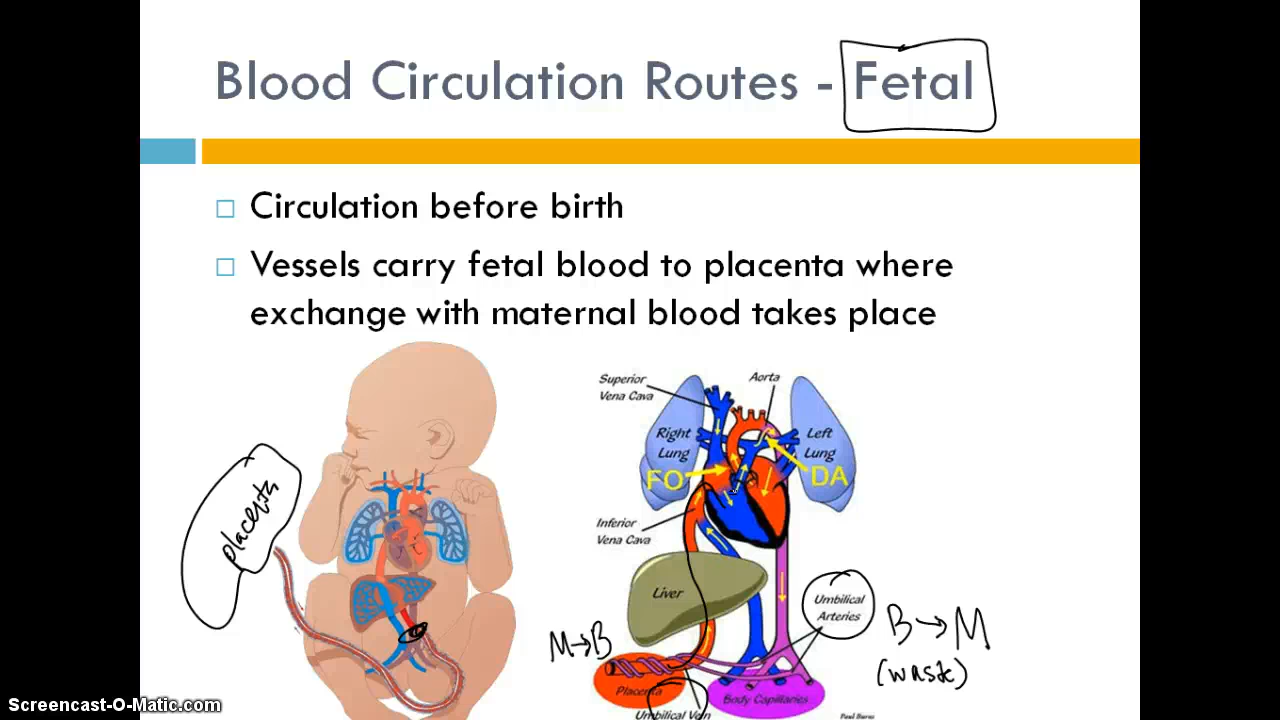 Blood Circulation Routes - Fetal
Circulation before birth
Vessels carry fetal blood to placenta where
exchange with maternal blood takes place
placenta
Superior
Vena Cava
Aorta
Right
Lung
Left
Lung
FO
DA
Inferior
Vena Cava
Liver
Umbilical
Arteries
B→M
(waste)
M→B
Placenta
Umbilical Vein
Body Capillaries
Paul Burns
Screencast-O-Matic.com